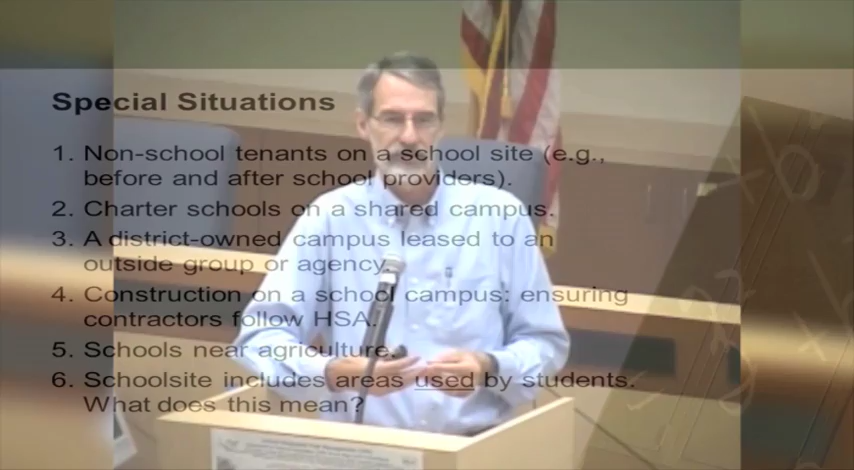 Special Situations
1. Non-school tenants on a school site (e.g.,
before and after school providers).
2. Charter schools on a shared campus.
3. A district-owned campus leased to an
outside group or agency.
4. Construction on a school campus: ensuring
contractors follow HSA.
5. Schools near agriculture.
6. Schoolsite includes areas used by students.
What does this mean?